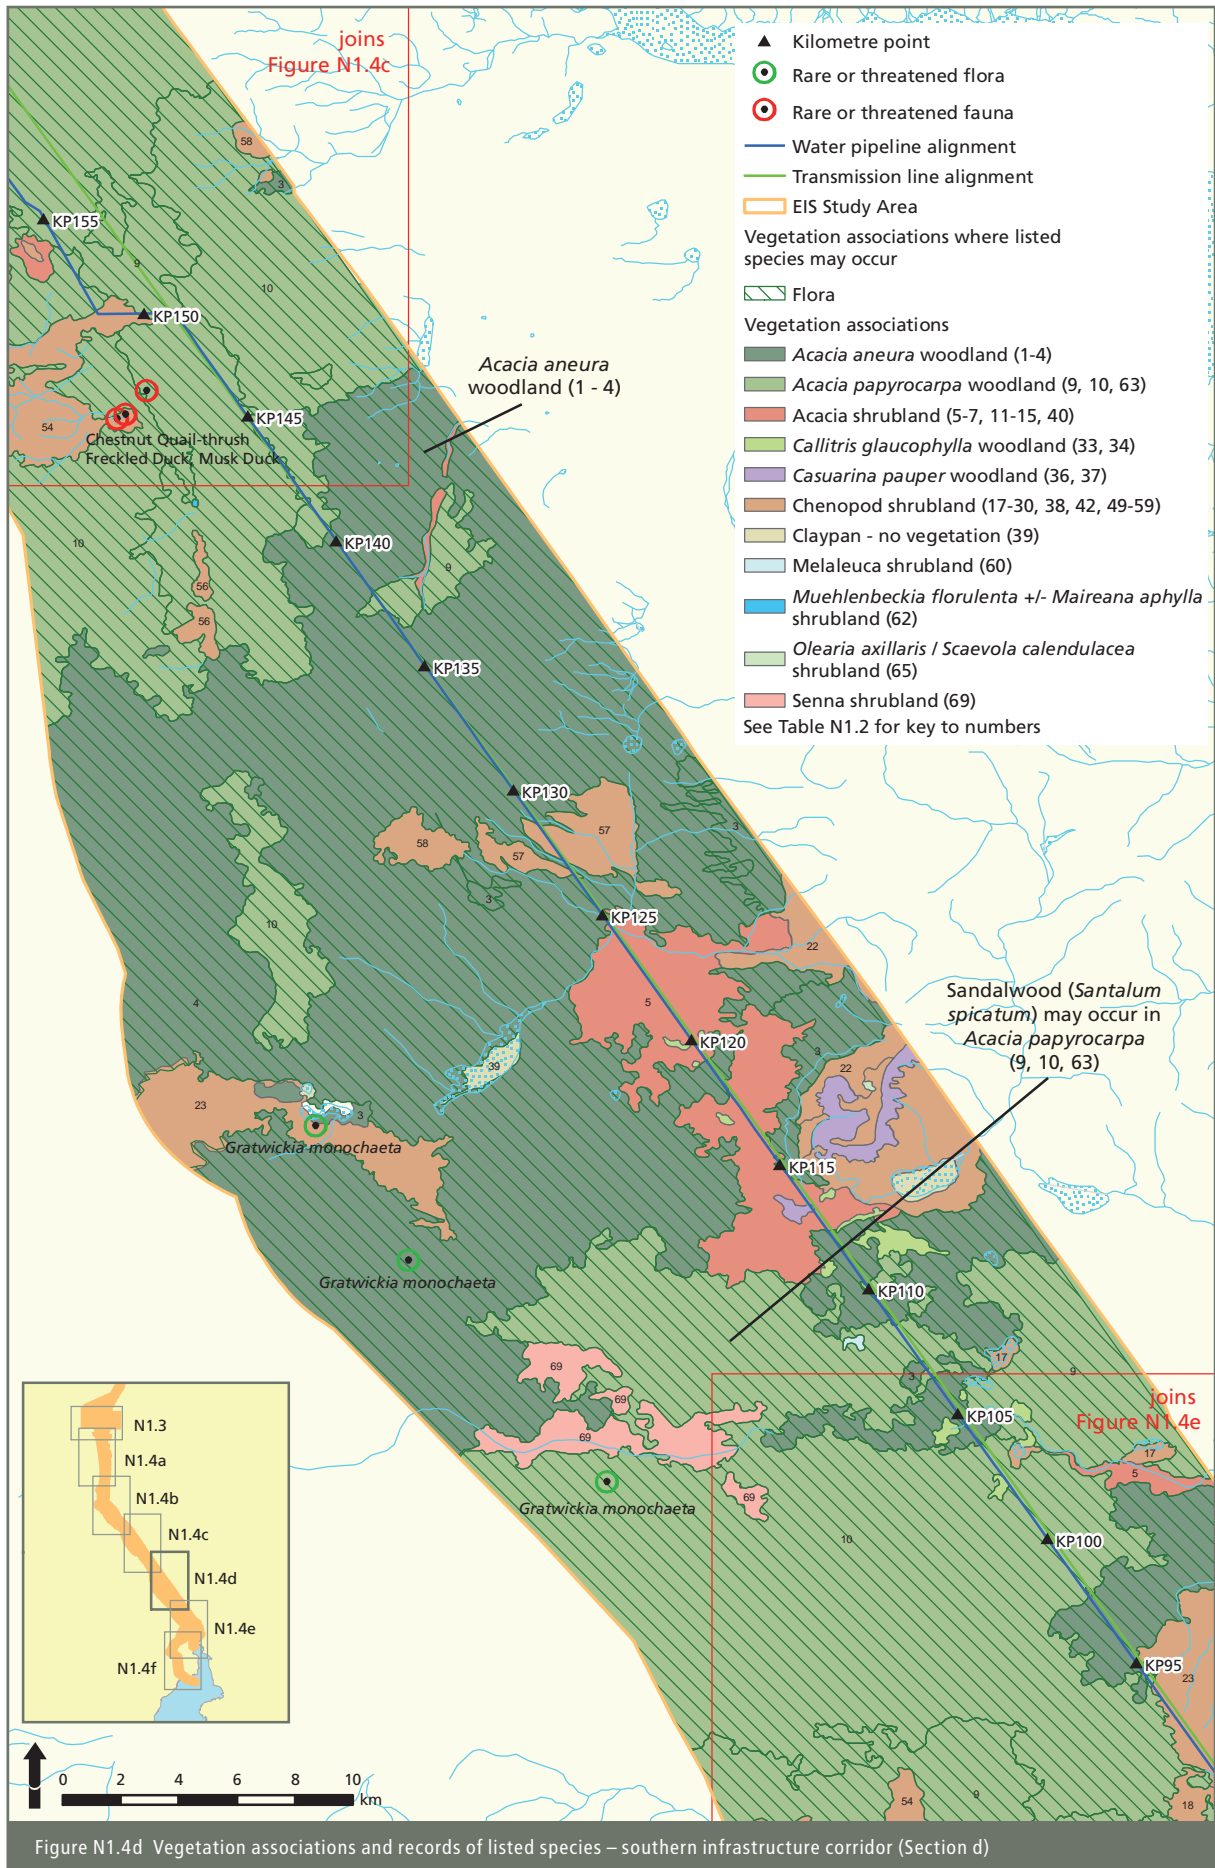 joins
Figure N1.4c
Kilometre point
Rare or threatened flora
Rare or threatened fauna
Water pipeline alignment
Transmission line alignment
EIS Study Area
Vegetation associations where listed
species may occur
Flora
Vegetation associations
Acacia aneura woodland (1-4)
Acacia papyrocarpa woodland (9, 10, 63)
Acacia shrubland (5-7, 11-15, 40)
Callitris glaucophylla woodland (33, 34)
Casuarina pauper woodland (36, 37)
Chenopod shrubland (17-30, 38, 42, 49-59)
Claypan - no vegetation (39)
Melaleuca shrubland (60)
Muehlenbeckia florulenta +/- Maireana aphylla
shrubland (62)
Olearia axillaris / Scaevola calendulacea
shrubland (65)
Senna shrubland (69)
See Table N1.2 for key to numbers
58
3
KP155
9
10
KP150
Acacia aneura
woodland (1 - 4)
KP145
54
Chestnut Quail-thrush
Freckled Duck, Musk Duck
10
KP140
9
56
56
KP135
KP130
57
58
57
3
3
KP125
10
22
5
4
Sandalwood (Santalum
spicatum) may occur in
Acacia papyrocarpa
(9, 10, 63)
KP120
3
39
22
23
3
Gratwickia monochaeta
KP115
Gratwickia monochaeta
KP110
69
17
3
9
69
joins
Figure N1.4e
KP105
69
17
5
69
Gratwickia monochaeta
10
KP100
KP95
23
N1.3
N1.4a
N1.4b
N1.4c
N1.4d
N1.4e
N1.4f
0 2 4 6 8 10
km
54
9
18
Figure N1.4d Vegetation associations and records of listed species – southern infrastructure corridor (Section d)